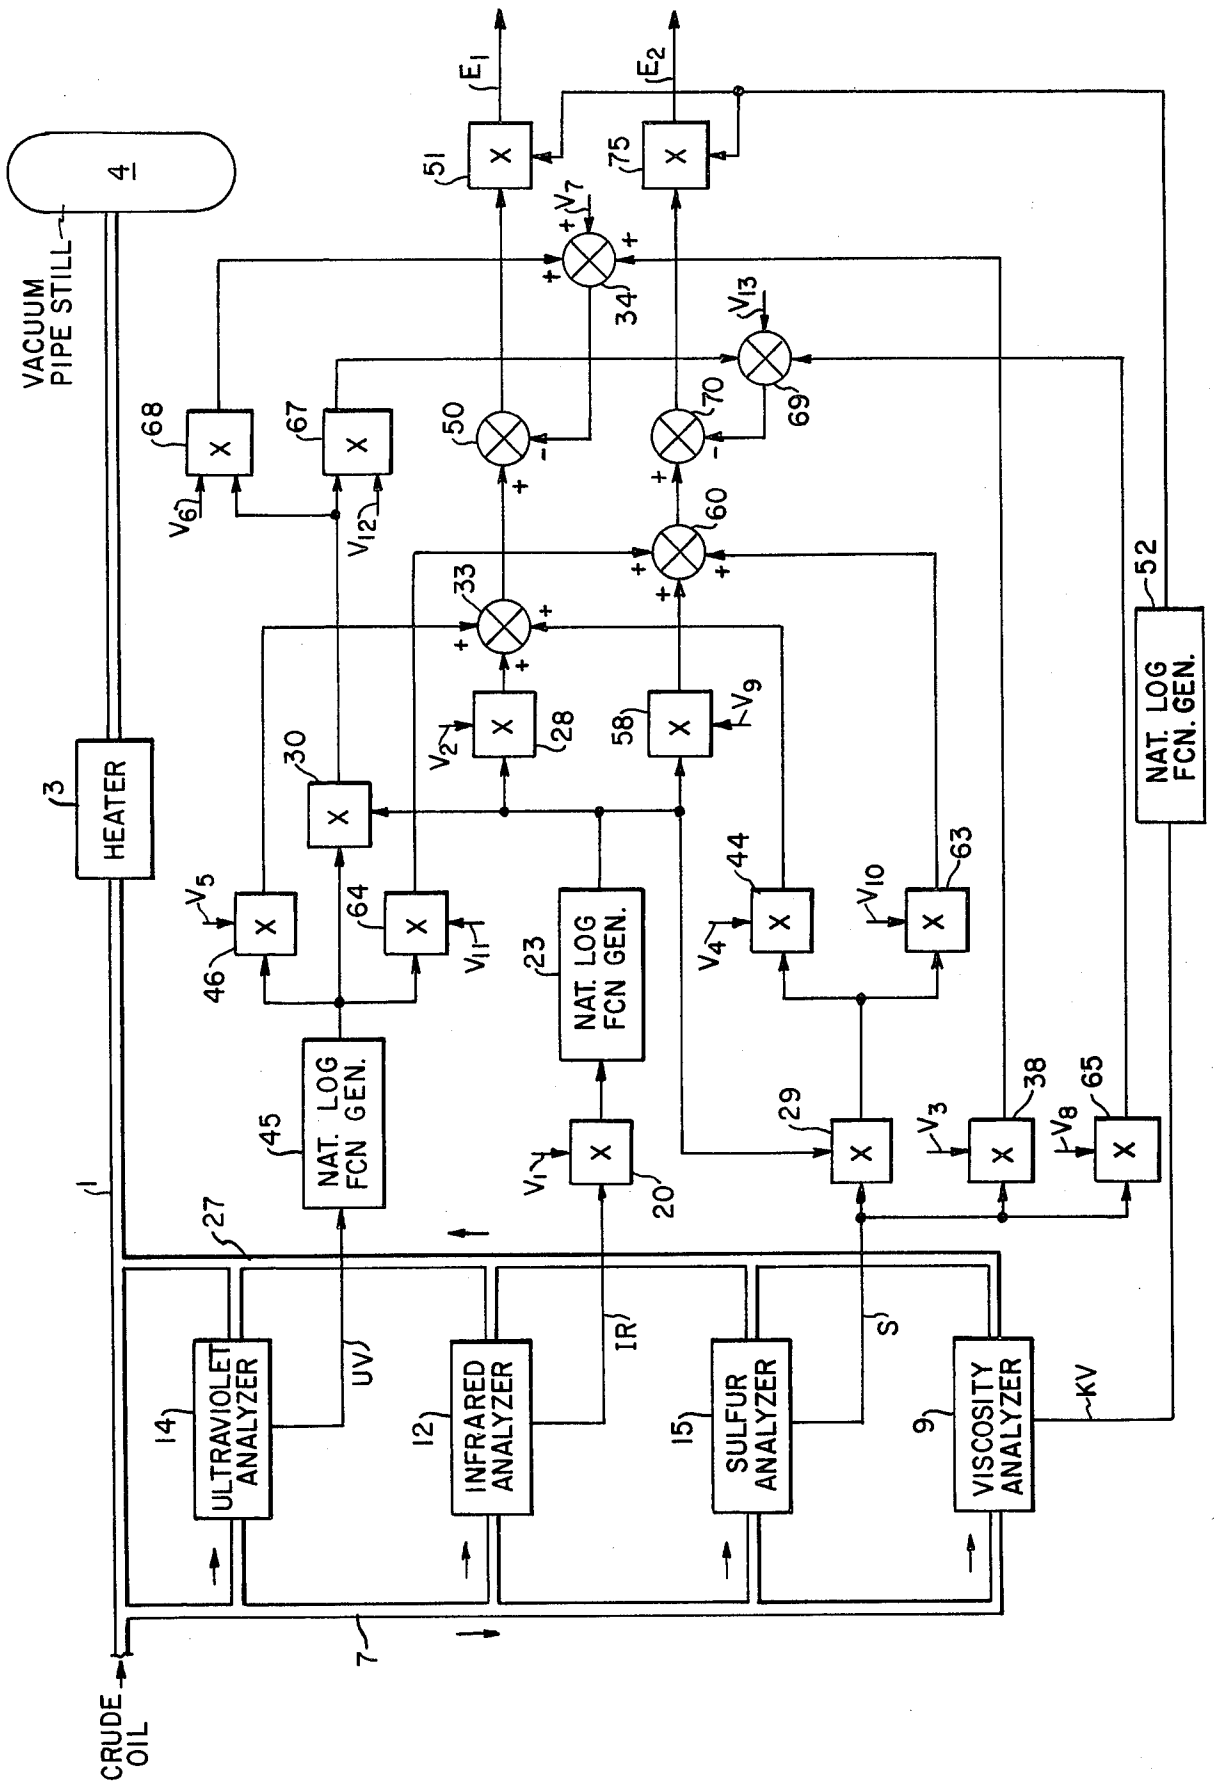 CRUDE
OIL
1
3
HEATER
VACUUM
PIPE STILL
4
7
27
14
ULTRAVIOLET
ANALYZER
UV
45
NAT. LOG
FCN GEN.
V5
46
X
64
X
V11
30
X
V6
68
X
67
X
V12
12
INFRARED
ANALYZER
IR
V1
X
20
23
NAT. LOG
FCN GEN.
V2
X
28
58
X
V9
33
+
+
+
50
+
-
34
+
+
+
V7
51
X
E1
60
+
+
+
70
+
-
69
V13
75
X
E2
15
SULFUR
ANALYZER
S
29
X
V4
44
X
V10
63
X
V3
X
38
V8
X
65
9
VISCOSITY
ANALYZER
KV
52
NAT. LOG
FCN. GEN.